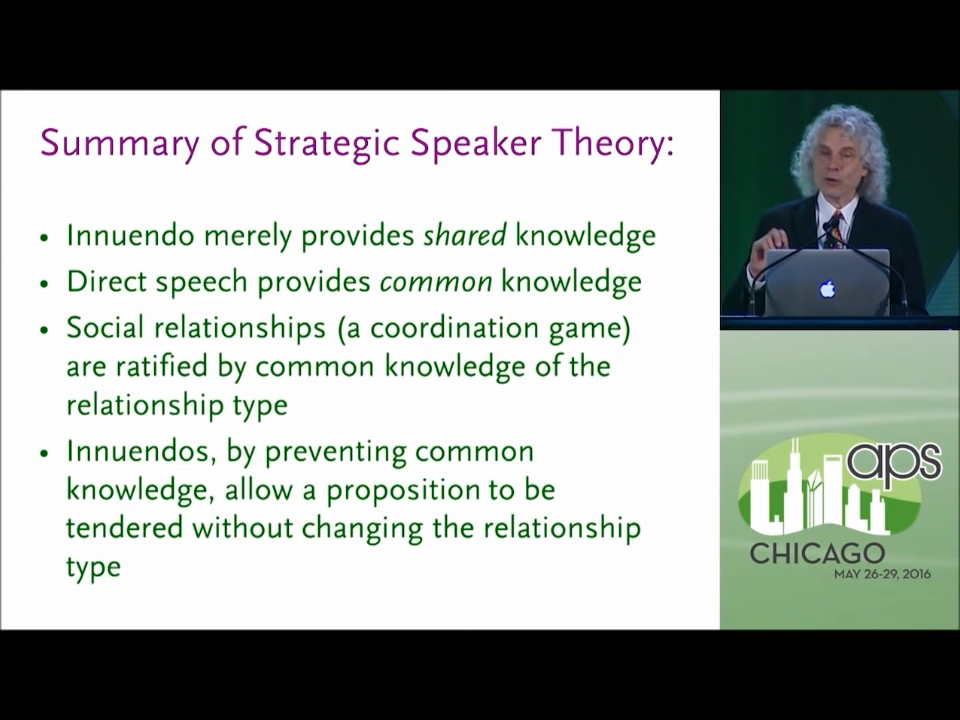 Summary of Strategic Speaker Theory:
• Innuendo merely provides shared knowledge
• Direct speech provides common knowledge
• Social relationships (a coordination game)
are ratified by common knowledge of the
relationship type
• Innuendos, by preventing common
knowledge, allow a proposition to be
tendered without changing the relationship
type
aps
CHICAGO
MAY 26-29, 2016